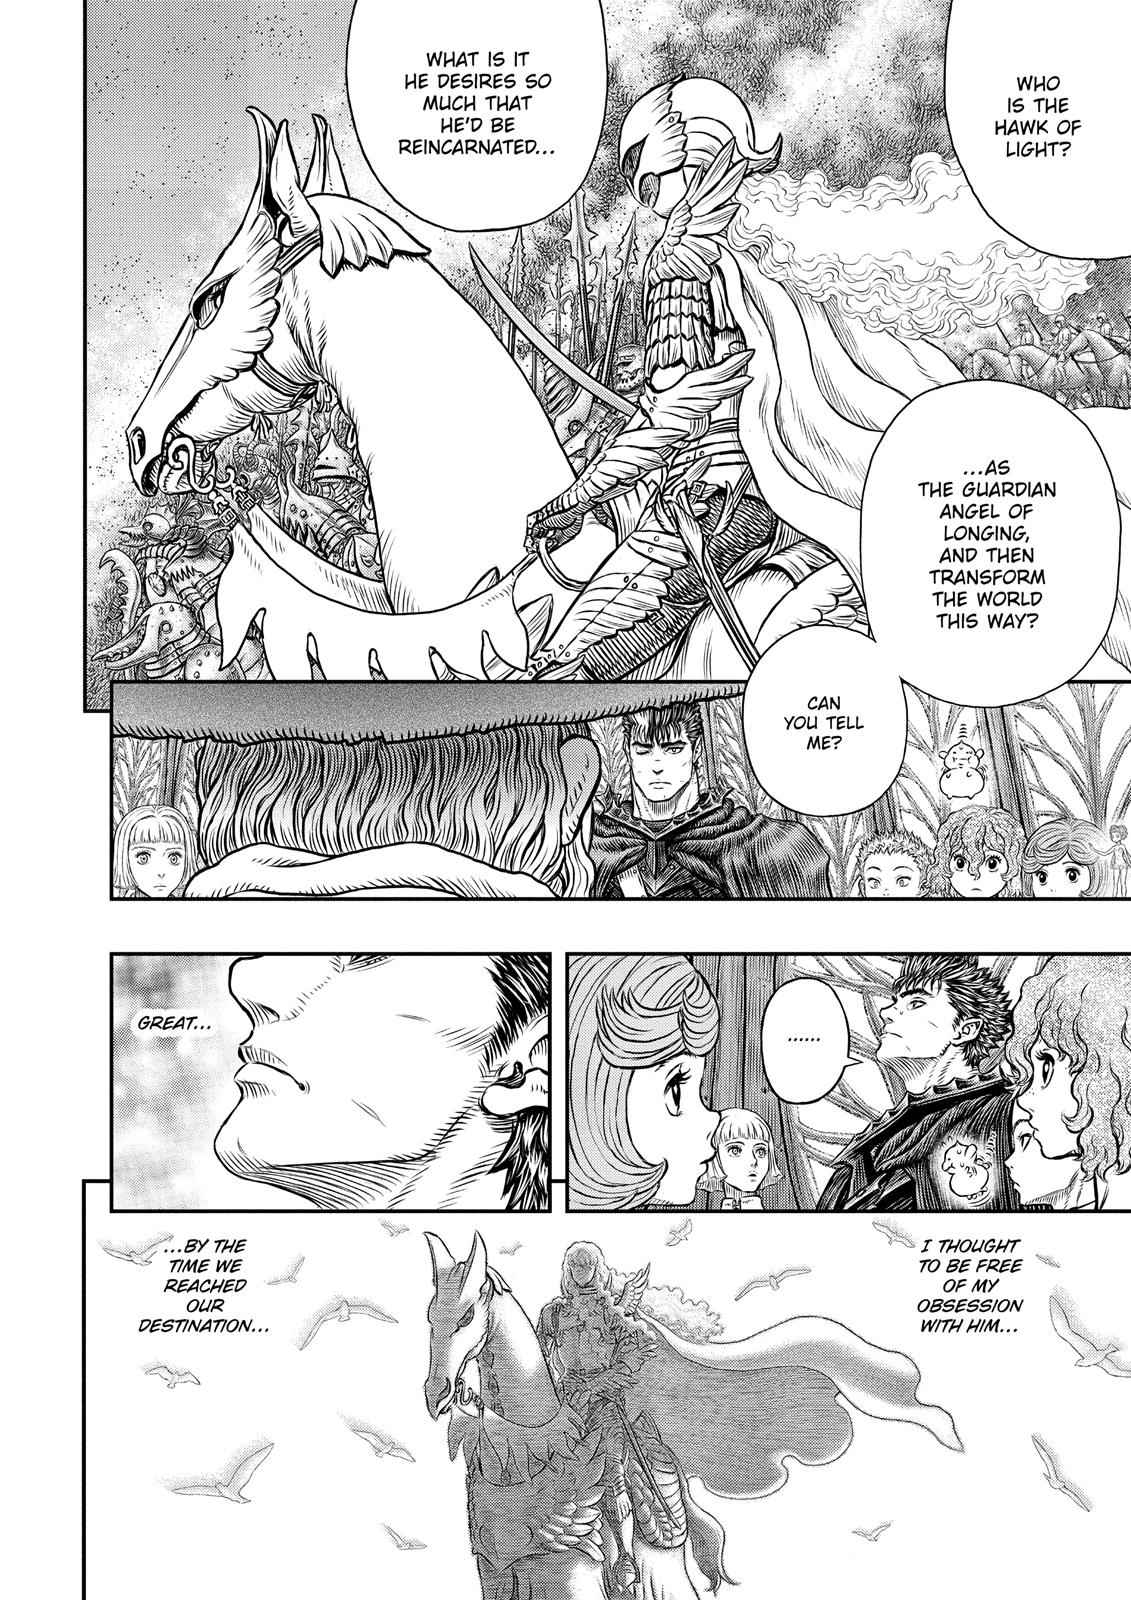 WHO
IS THE
HAWK OF
LIGHT?
WHAT IS IT
HE DESIRES SO
MUCH THAT
HE'D BE
REINCARNATED...
...AS
THE GUARDIAN
ANGEL OF
LONGING,
AND THEN
TRANSFORM
THE WORLD
THIS WAY?
CAN
YOU TELL
ME?
......
GREAT...
I THOUGHT
TO BE FREE
OF MY
OBSESSION
WITH HIM...
...BY THE
TIME WE
REACHED
OUR
DESTINATION...